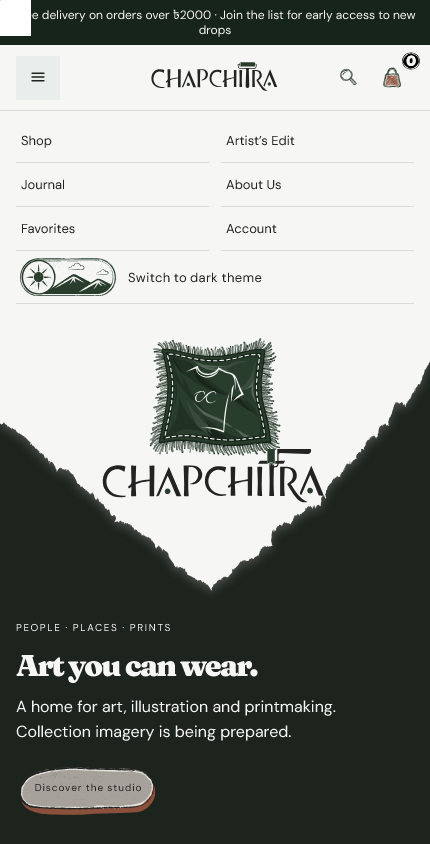 e delivery on orders over ৳2000 · Join the list for early access to new
drops
CHAPCHITRA
0
Shop
Artist’s Edit
Journal
About Us
Favorites
Account
Switch to dark theme
CHAPCHITRA
PEOPLE · PLACES · PRINTS
Art you can wear.
A home for art, illustration and printmaking.
Collection imagery is being prepared.
Discover the studio